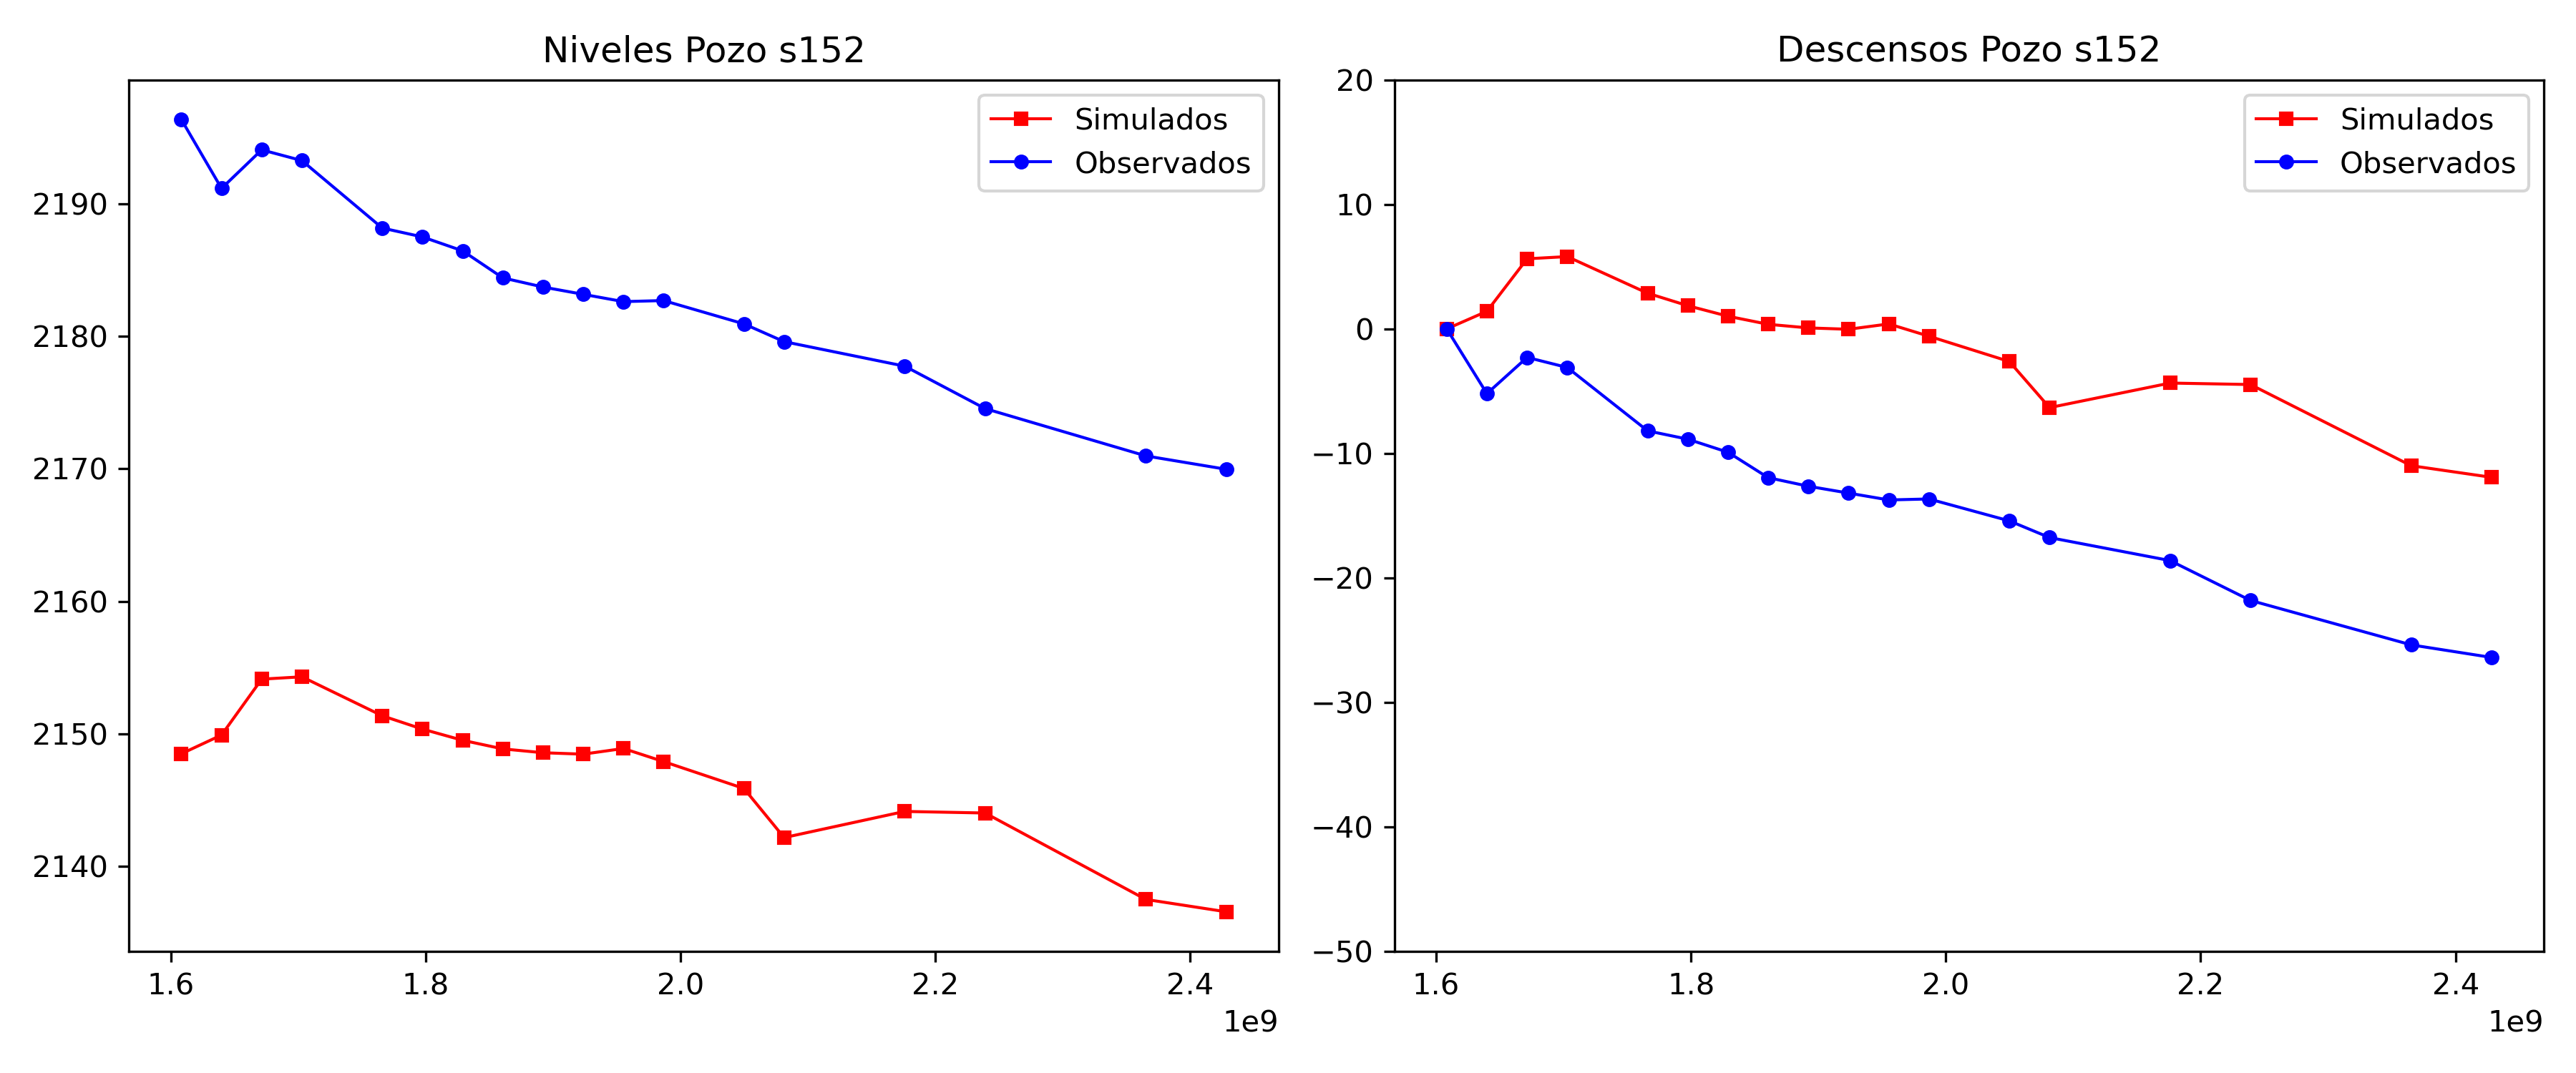 Niveles Pozo s152
Simulados
Observados
2190
2180
2170
2160
2150
2140
1.6 1.8 2.0 2.2 2.4
1e9
Descensos Pozo s152
Simulados
Observados
20
10
0
−10
−20
−30
−40
−50
1.6 1.8 2.0 2.2 2.4
1e9